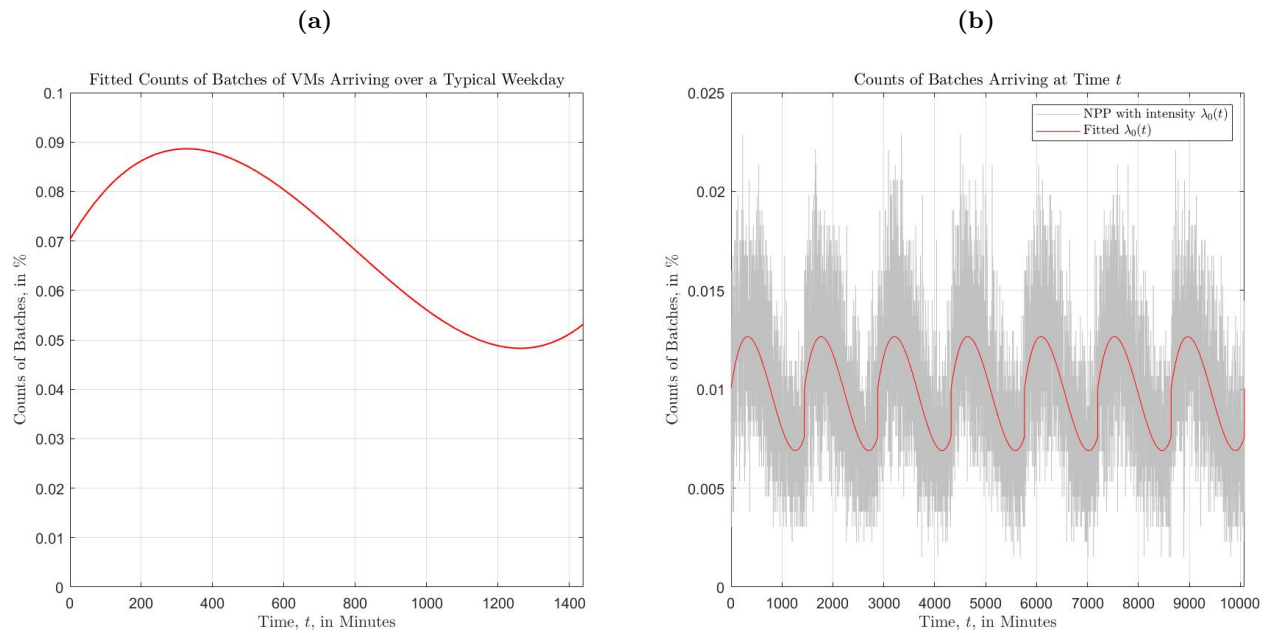 (a)
Fitted Counts of Batches of VMs Arriving over a Typical Weekday
0.1
0.09
0.08
0.07
0.06
0.05
0.04
0.03
0.02
0.01
0
Counts of Batches, in %
0 200 400 600 800 1000 1200 1400
Time, t, in Minutes
(b)
Counts of Batches Arriving at Time t
NPP with intensity λ₀(t)
Fitted λ₀(t)
0.025
0.02
0.015
0.01
0.005
0
Counts of Batches, in %
0 1000 2000 3000 4000 5000 6000 7000 8000 9000 10000
Time, t, in Minutes